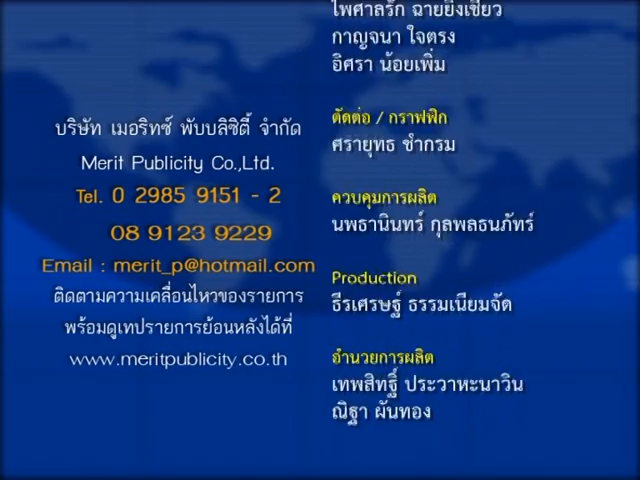 บริษัท เมอริทซ์ พับบลิซิตี้ จำกัด
Merit Publicity Co.,Ltd.
Tel. 0 2985 9151 - 2
08 9123 9229
Email : merit_p@hotmail.com
ติดตามความเคลื่อนไหวของรายการ
พร้อมดูเทปรายการย้อนหลังได้ที่
www.meritpublicity.co.th
ไพศาลรัก ฉายยิ่งเชี่ยว
กาญจนา ใจตรง
อิศรา น้อยเพิ่ม
ตัดต่อ / กราฟฟิก
ศรายุทธ ซำกรม
ควบคุมการผลิต
นพธานินทร์ กุลพลธนภัทร์
Production
ธีรเศรษฐ์ ธรรมเนียมจัด
อำนวยการผลิต
เทพสิทธิ์ ประวาหะนาวิน
ณิฐา ผันทอง